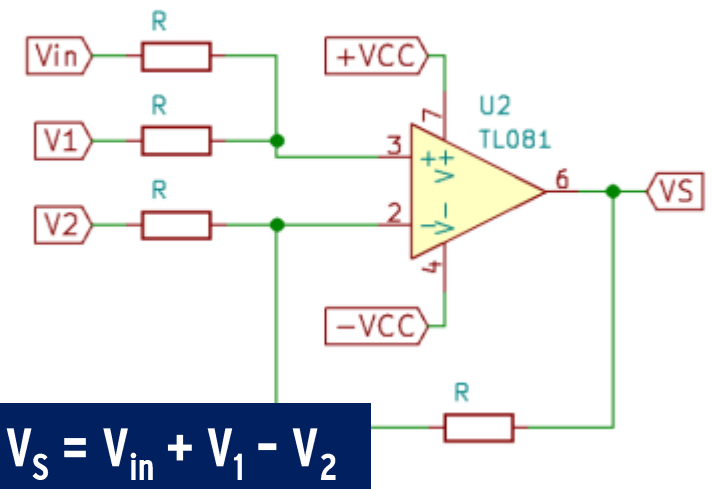 R
Vin
+VCC
R
V1
7
U2
TL081
3
+
V+
R
V2
2
-
V-
6
VS
4
-VCC
R
VS = Vin + V1 - V2